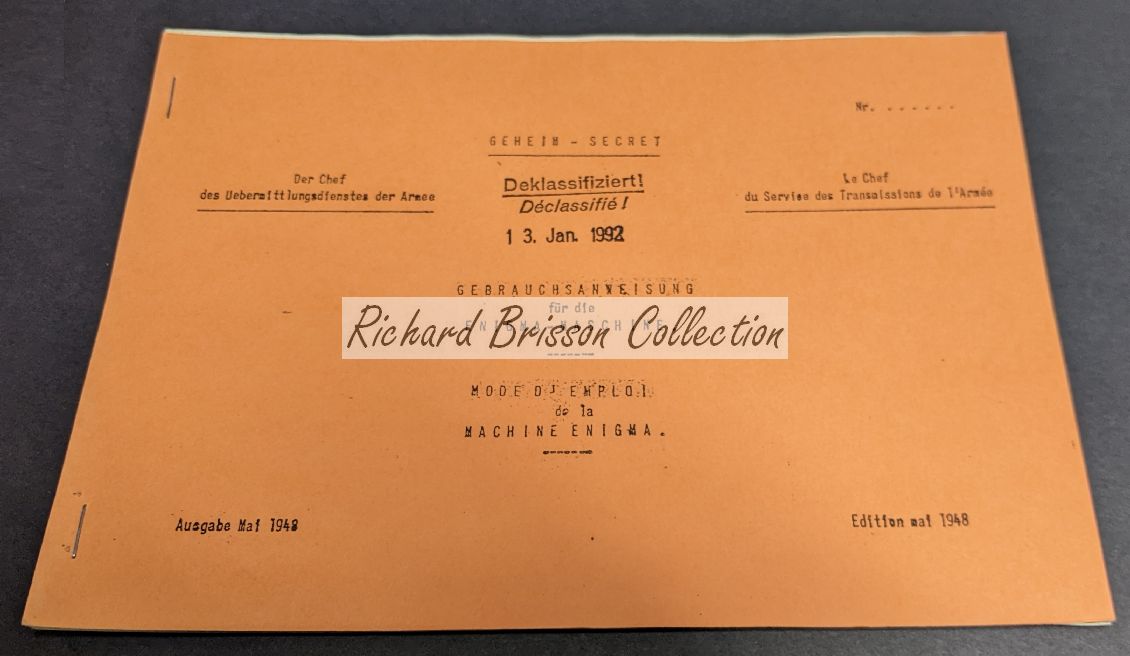 Nr. . . . . . .
GEHEIM - SECRET
Der Chef
des Uebermittlungsdienstes der Armee
Deklassifiziert!
Déclassifié!
1 3. Jan. 1992
Le Chef
du Service des Transmissions de l'Armée
GEBRAUCHSANWEISUNG
für die
ENIGMA-MASCHINE
Richard Brisson Collection
MODE D'EMPLOI
de la
MACHINE ENIGMA.
Ausgabe Mai 1948
Edition mai 1948